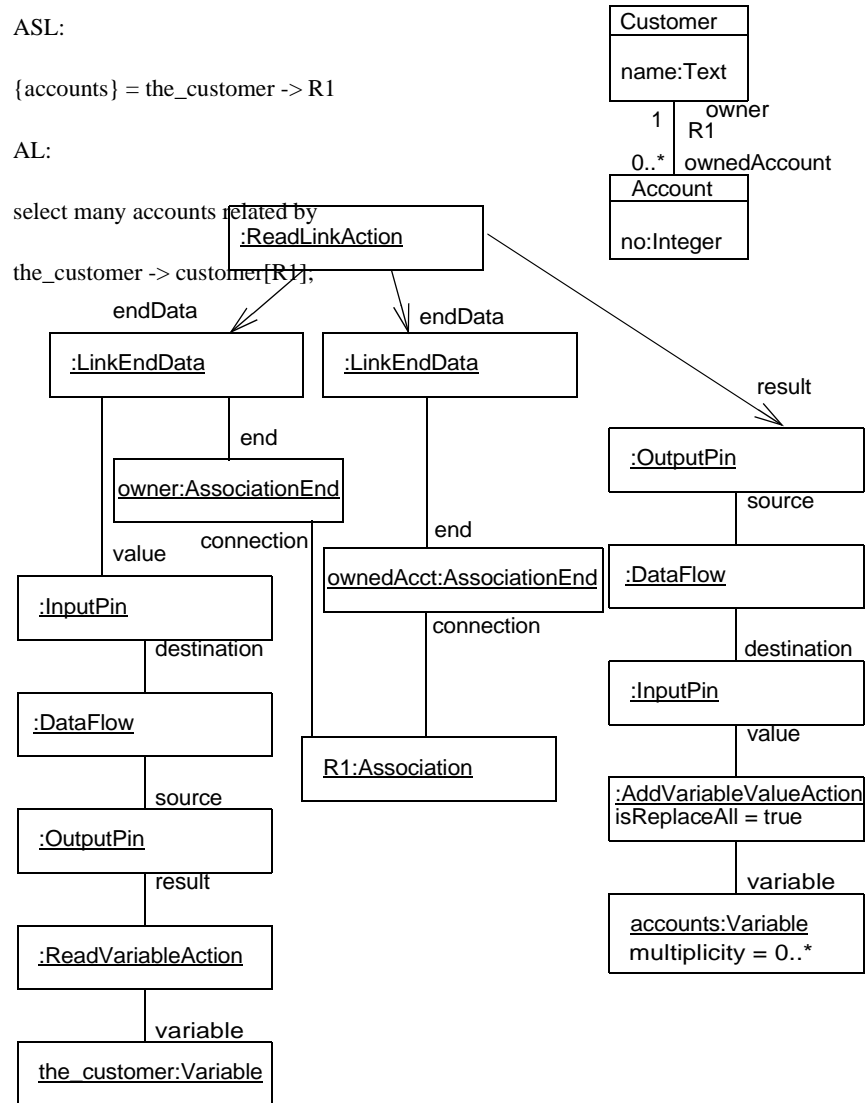 ASL:
{accounts} = the_customer -> R1
AL:
select many accounts related by
the_customer -> customer[R1];
Customer
name:Text
1
owner
R1
0..*
ownedAccount
Account
no:Integer
:ReadLinkAction
endData
endData
result
:LinkEndData
:LinkEndData
end
owner:AssociationEnd
connection
value
end
ownedAcct:AssociationEnd
connection
:OutputPin
source
:DataFlow
destination
:InputPin
value
:AddVariableValueAction
isReplaceAll = true
variable
accounts:Variable
multiplicity = 0..*
:InputPin
destination
:DataFlow
source
R1:Association
:OutputPin
result
:ReadVariableAction
variable
the_customer:Variable